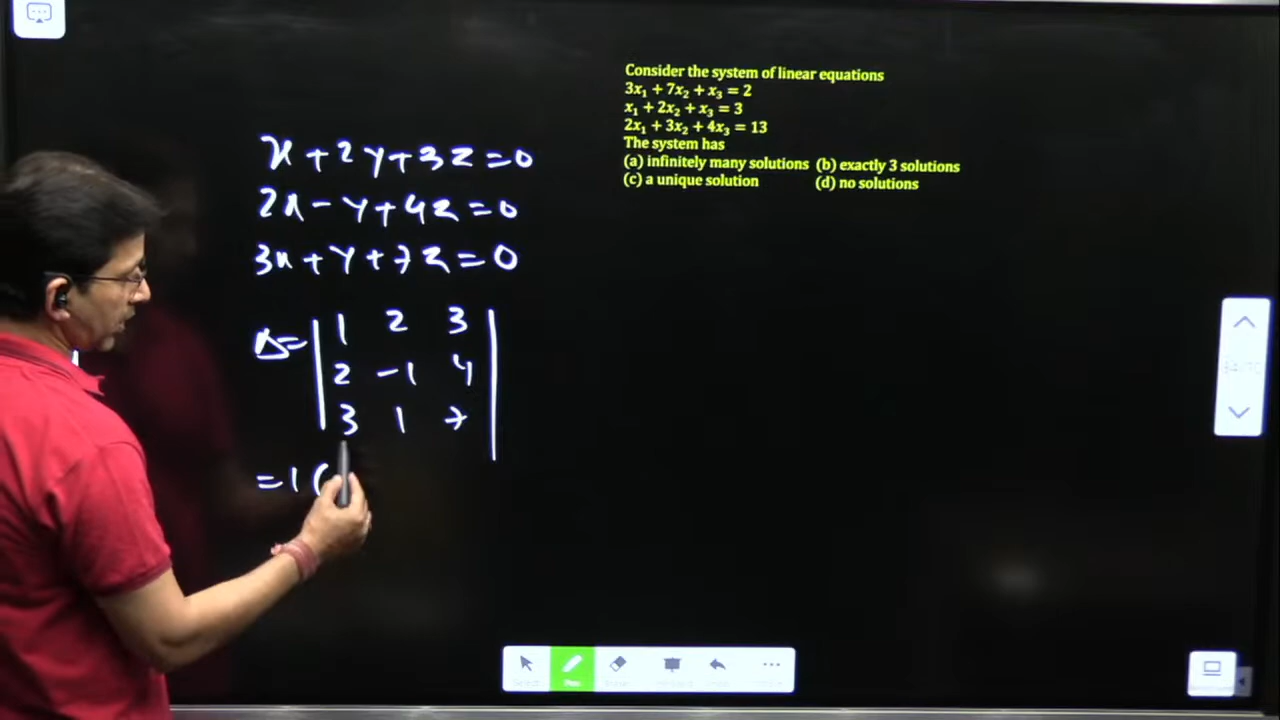 Consider the system of linear equations
3x₁ + 7x₂ + x₃ = 2
x₁ + 2x₂ + x₃ = 3
2x₁ + 3x₂ + 4x₃ = 13
The system has
(a) infinitely many solutions (b) exactly 3 solutions
(c) a unique solution (d) no solutions
x+2y+3z=0
2x-y+4z=0
3x+y+7z=0
Δ= | 1 2 3 |
| 2 -1 4 |
| 3 1 7 |
=1(